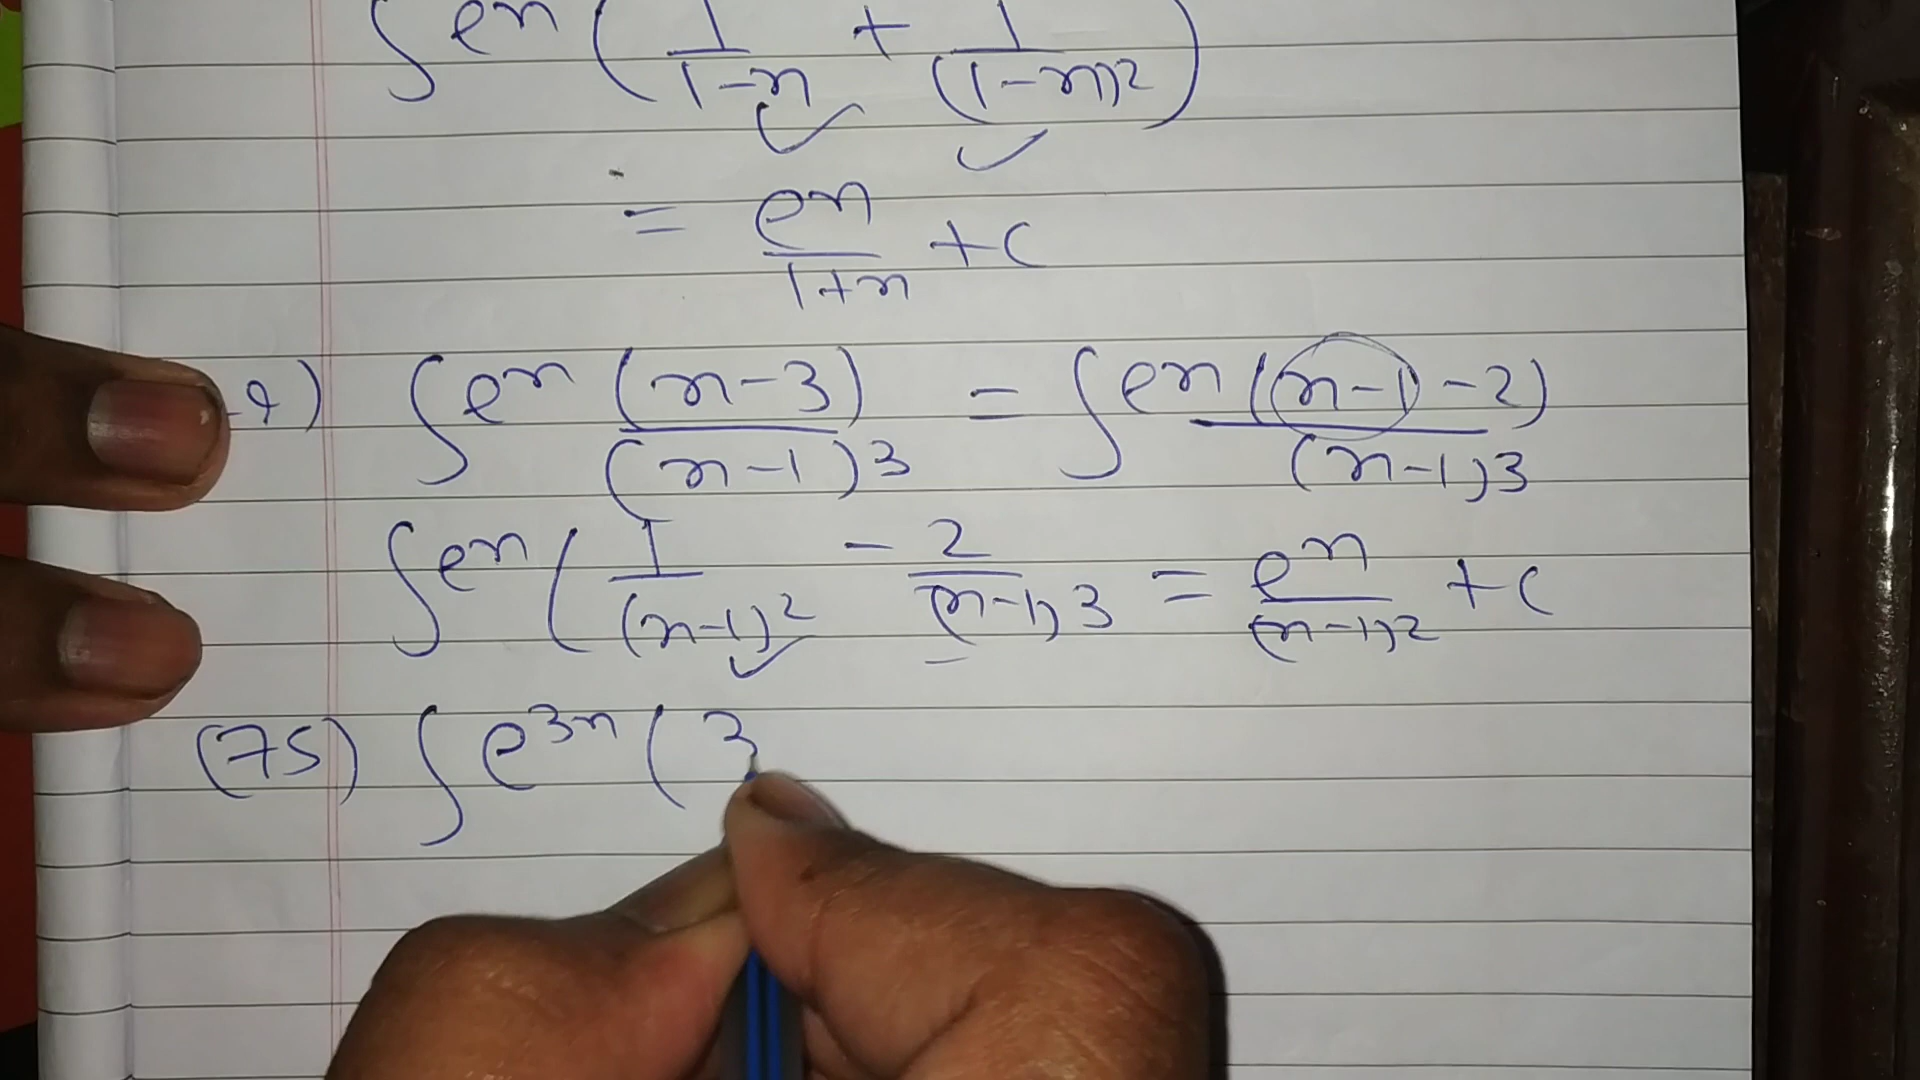 ∫ eˣ ( 1/(1-x) + 1/(1-x)² )
= eˣ/(1+x) + c
∫ eˣ (x-3)/(x-1)³ = ∫ eˣ (x-1-2)/(x-1)³
∫ eˣ ( 1/(x-1)² - 2/(x-1)³ = eˣ/(x-1)² + c
(75) ∫ e³ˣ ( 3